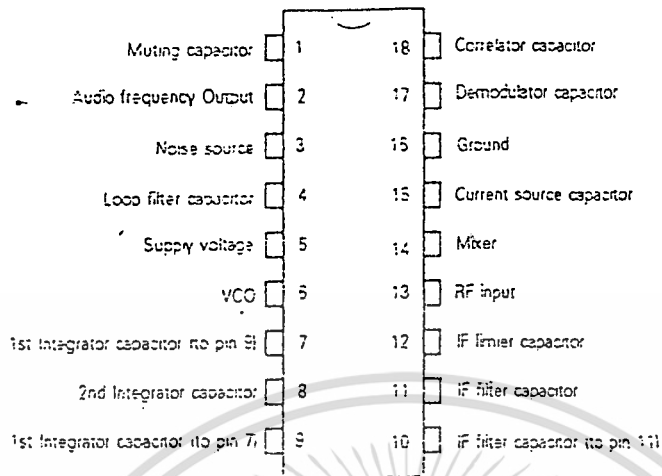 Muting capacitor 1 18 Correlator capacitor
Audio frequency Output 2 17 Demodulator capacitor
Noise source 3 16 Ground
Loop filter capacitor 4 15 Current source capacitor
Supply voltage 5 14 Mixer
VCO 6 13 RF input
1st Integrator capacitor (to pin 9) 7 12 IF limiter capacitor
2nd Integrator capacitor 8 11 IF filter capacitor
1st Integrator capacitor (to pin 7) 9 10 IF filter capacitor (to pin 11)